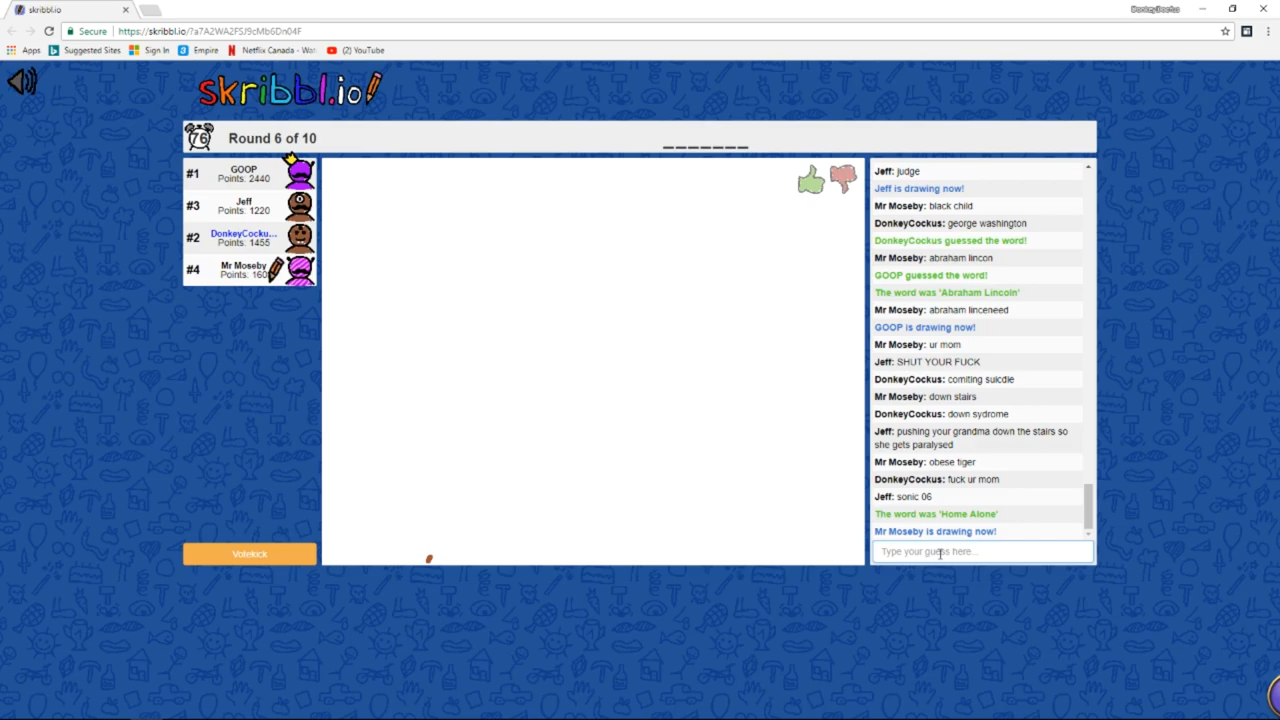 skribbl.io
DonkeyCockus
Secure
https://skribbl.io/?a7A2WA2FSJ9cMb6Dn04F
Apps
Suggested Sites
Sign In
Empire
Netflix Canada - Wat
(2) YouTube
skribbl.io
76
Round 6 of 10
_______
#1
GOOP
Points: 2440
#3
Jeff
Points: 1220
#2
DonkeyCocku...
Points: 1455
#4
Mr Moseby
Points: 160
Votekick
Jeff: judge
Jeff is drawing now!
Mr Moseby: black child
DonkeyCockus: george washington
DonkeyCockus guessed the word!
Mr Moseby: abraham lincon
GOOP guessed the word!
The word was 'Abraham Lincoln'
Mr Moseby: abraham linceneed
GOOP is drawing now!
Mr Moseby: ur mom
Jeff: SHUT YOUR FUCK
DonkeyCockus: comiting suicdie
Mr Moseby: down stairs
DonkeyCockus: down sydrome
Jeff: pushing your grandma down the stairs so
she gets paralysed
Mr Moseby: obese tiger
DonkeyCockus: fuck ur mom
Jeff: sonic 06
The word was 'Home Alone'
Mr Moseby is drawing now!
Type your guess here...